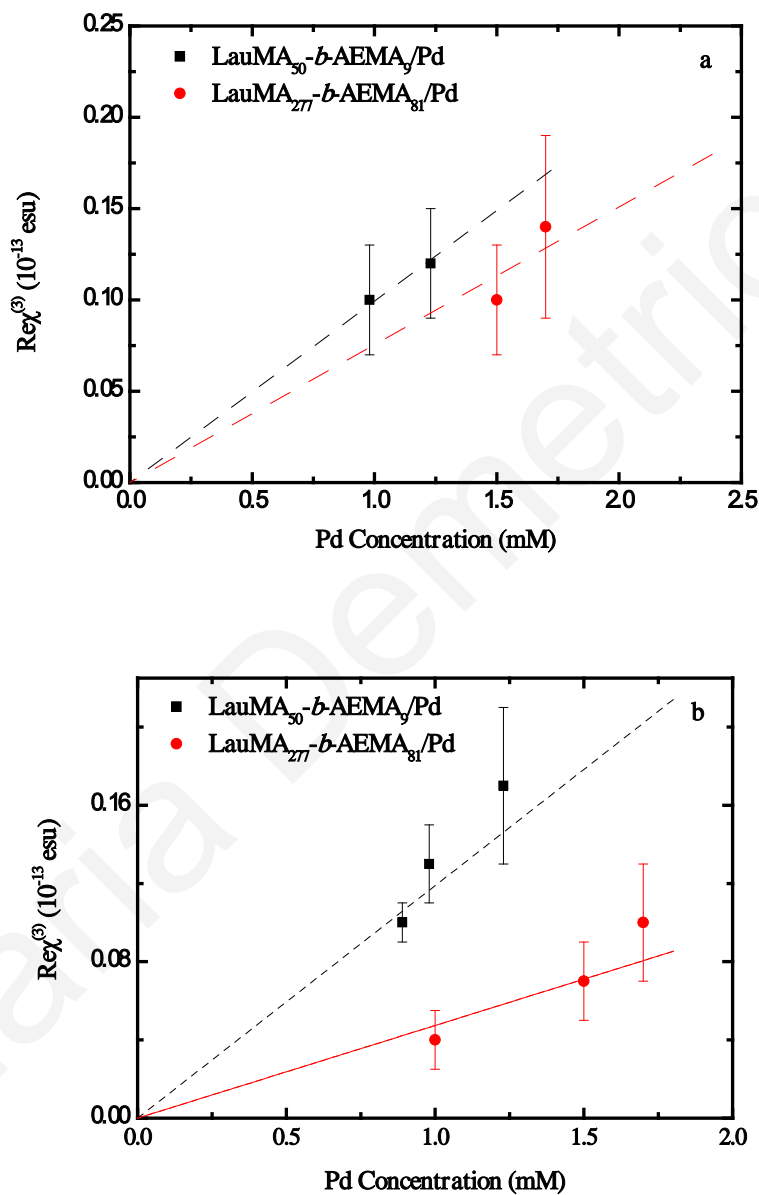 0.25
LauMA50-b-AEMA9/Pd
a
LauMA277-b-AEMA81/Pd
0.20
0.15
0.10
0.05
0.00
Reχ(3) (10-13 esu)
0.0 0.5 1.0 1.5 2.0 2.5
Pd Concentration (mM)
LauMA50-b-AEMA9/Pd
b
LauMA277-b-AEMA81/Pd
0.16
0.08
0.00
Reχ(3) (10-13 esu)
0.0 0.5 1.0 1.5 2.0
Pd Concentration (mM)
aria Demetrio